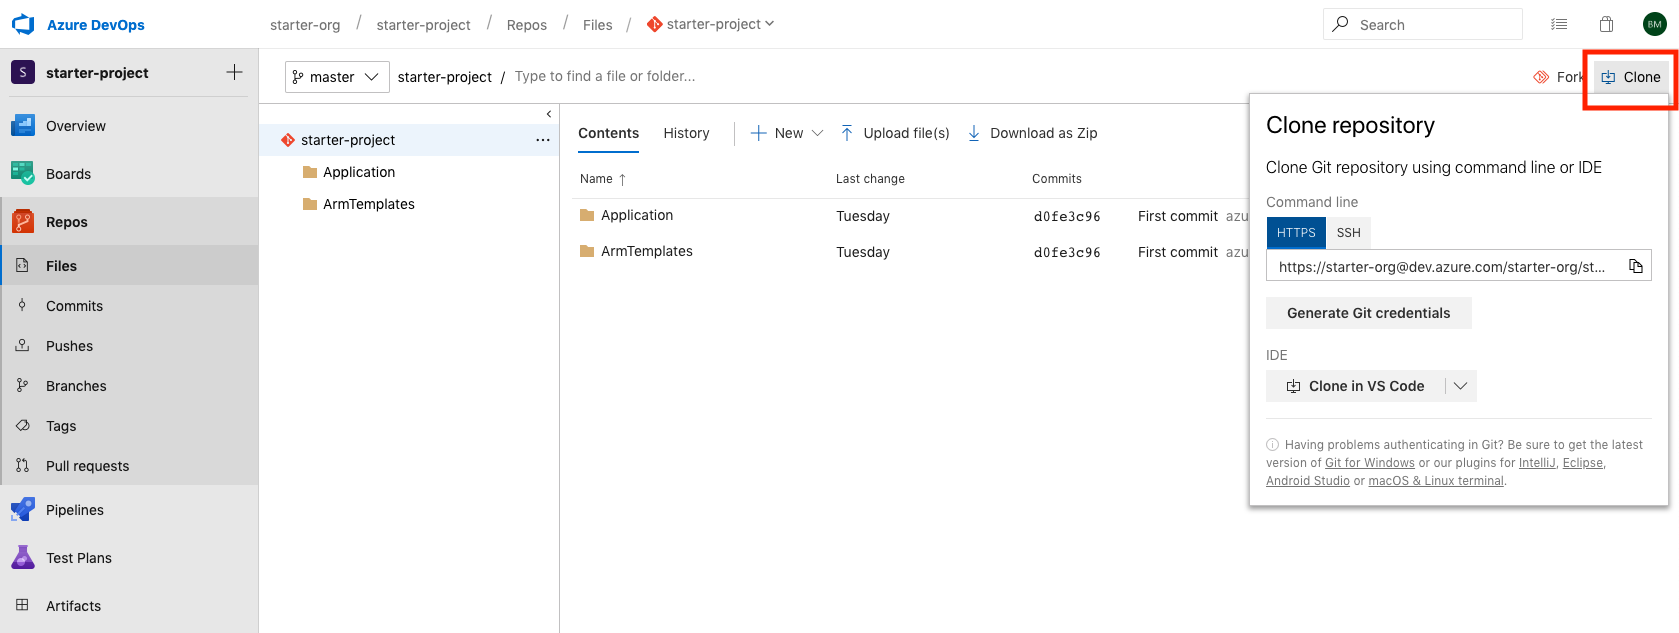 Azure DevOps
starter-org / starter-project / Repos / Files / starter-project
Search
BM
S starter-project
Overview
Boards
Repos
Files
Commits
Pushes
Branches
Tags
Pull requests
Pipelines
Test Plans
Artifacts
master
starter-project / Type to find a file or folder...
Fork
Clone
starter-project ...
Application
ArmTemplates
Contents History New Upload file(s) Download as Zip
Name ↑ Last change Commits
Application Tuesday d0fe3c96 First commit azu
ArmTemplates Tuesday d0fe3c96 First commit azu
Clone repository
Clone Git repository using command line or IDE
Command line
HTTPS SSH
https://starter-org@dev.azure.com/starter-org/st...
Generate Git credentials
IDE
Clone in VS Code
Having problems authenticating in Git? Be sure to get the latest
version of Git for Windows or our plugins for IntelliJ, Eclipse,
Android Studio or macOS & Linux terminal.